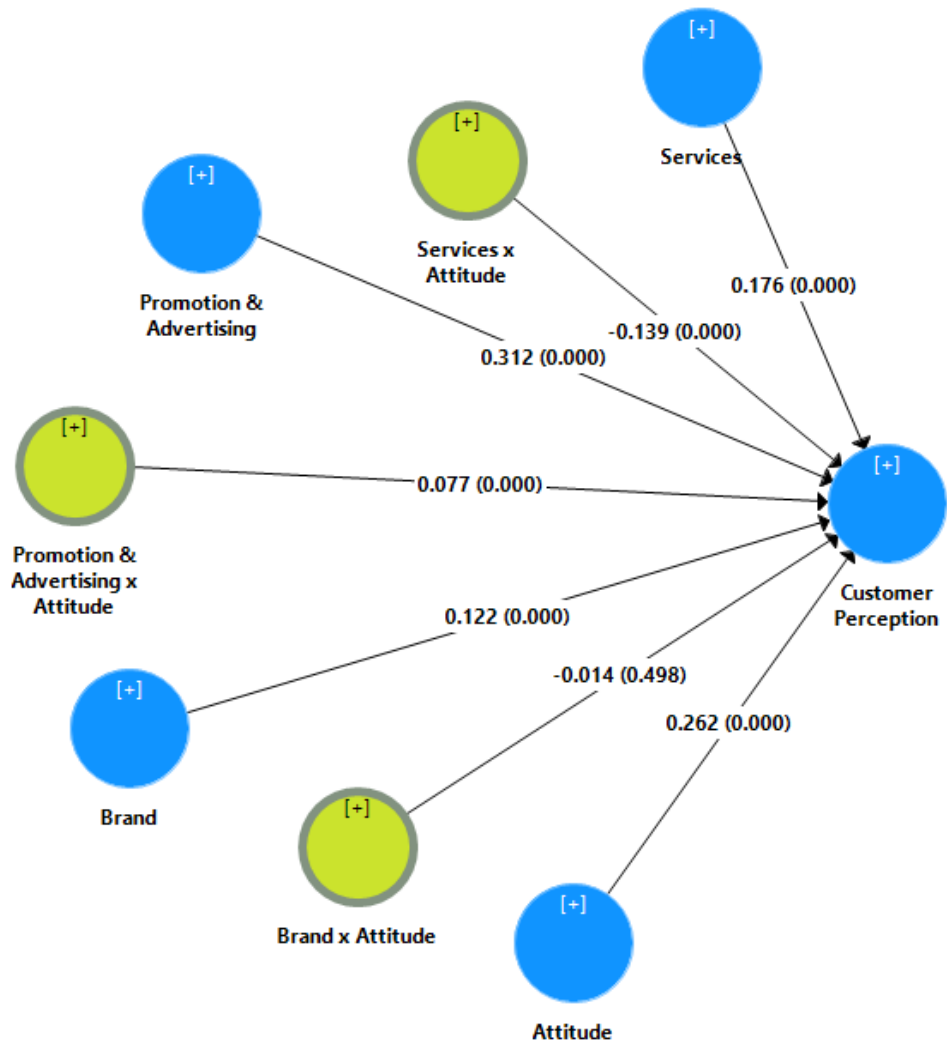 [+]
Services
[+]
Services x
Attitude
[+]
Promotion &
Advertising
0.176 (0.000)
-0.139 (0.000)
0.312 (0.000)
[+]
Promotion &
Advertising x
Attitude
0.077 (0.000)
[+]
Customer
Perception
0.122 (0.000)
[+]
Brand
-0.014 (0.498)
0.262 (0.000)
[+]
Brand x Attitude
[+]
Attitude